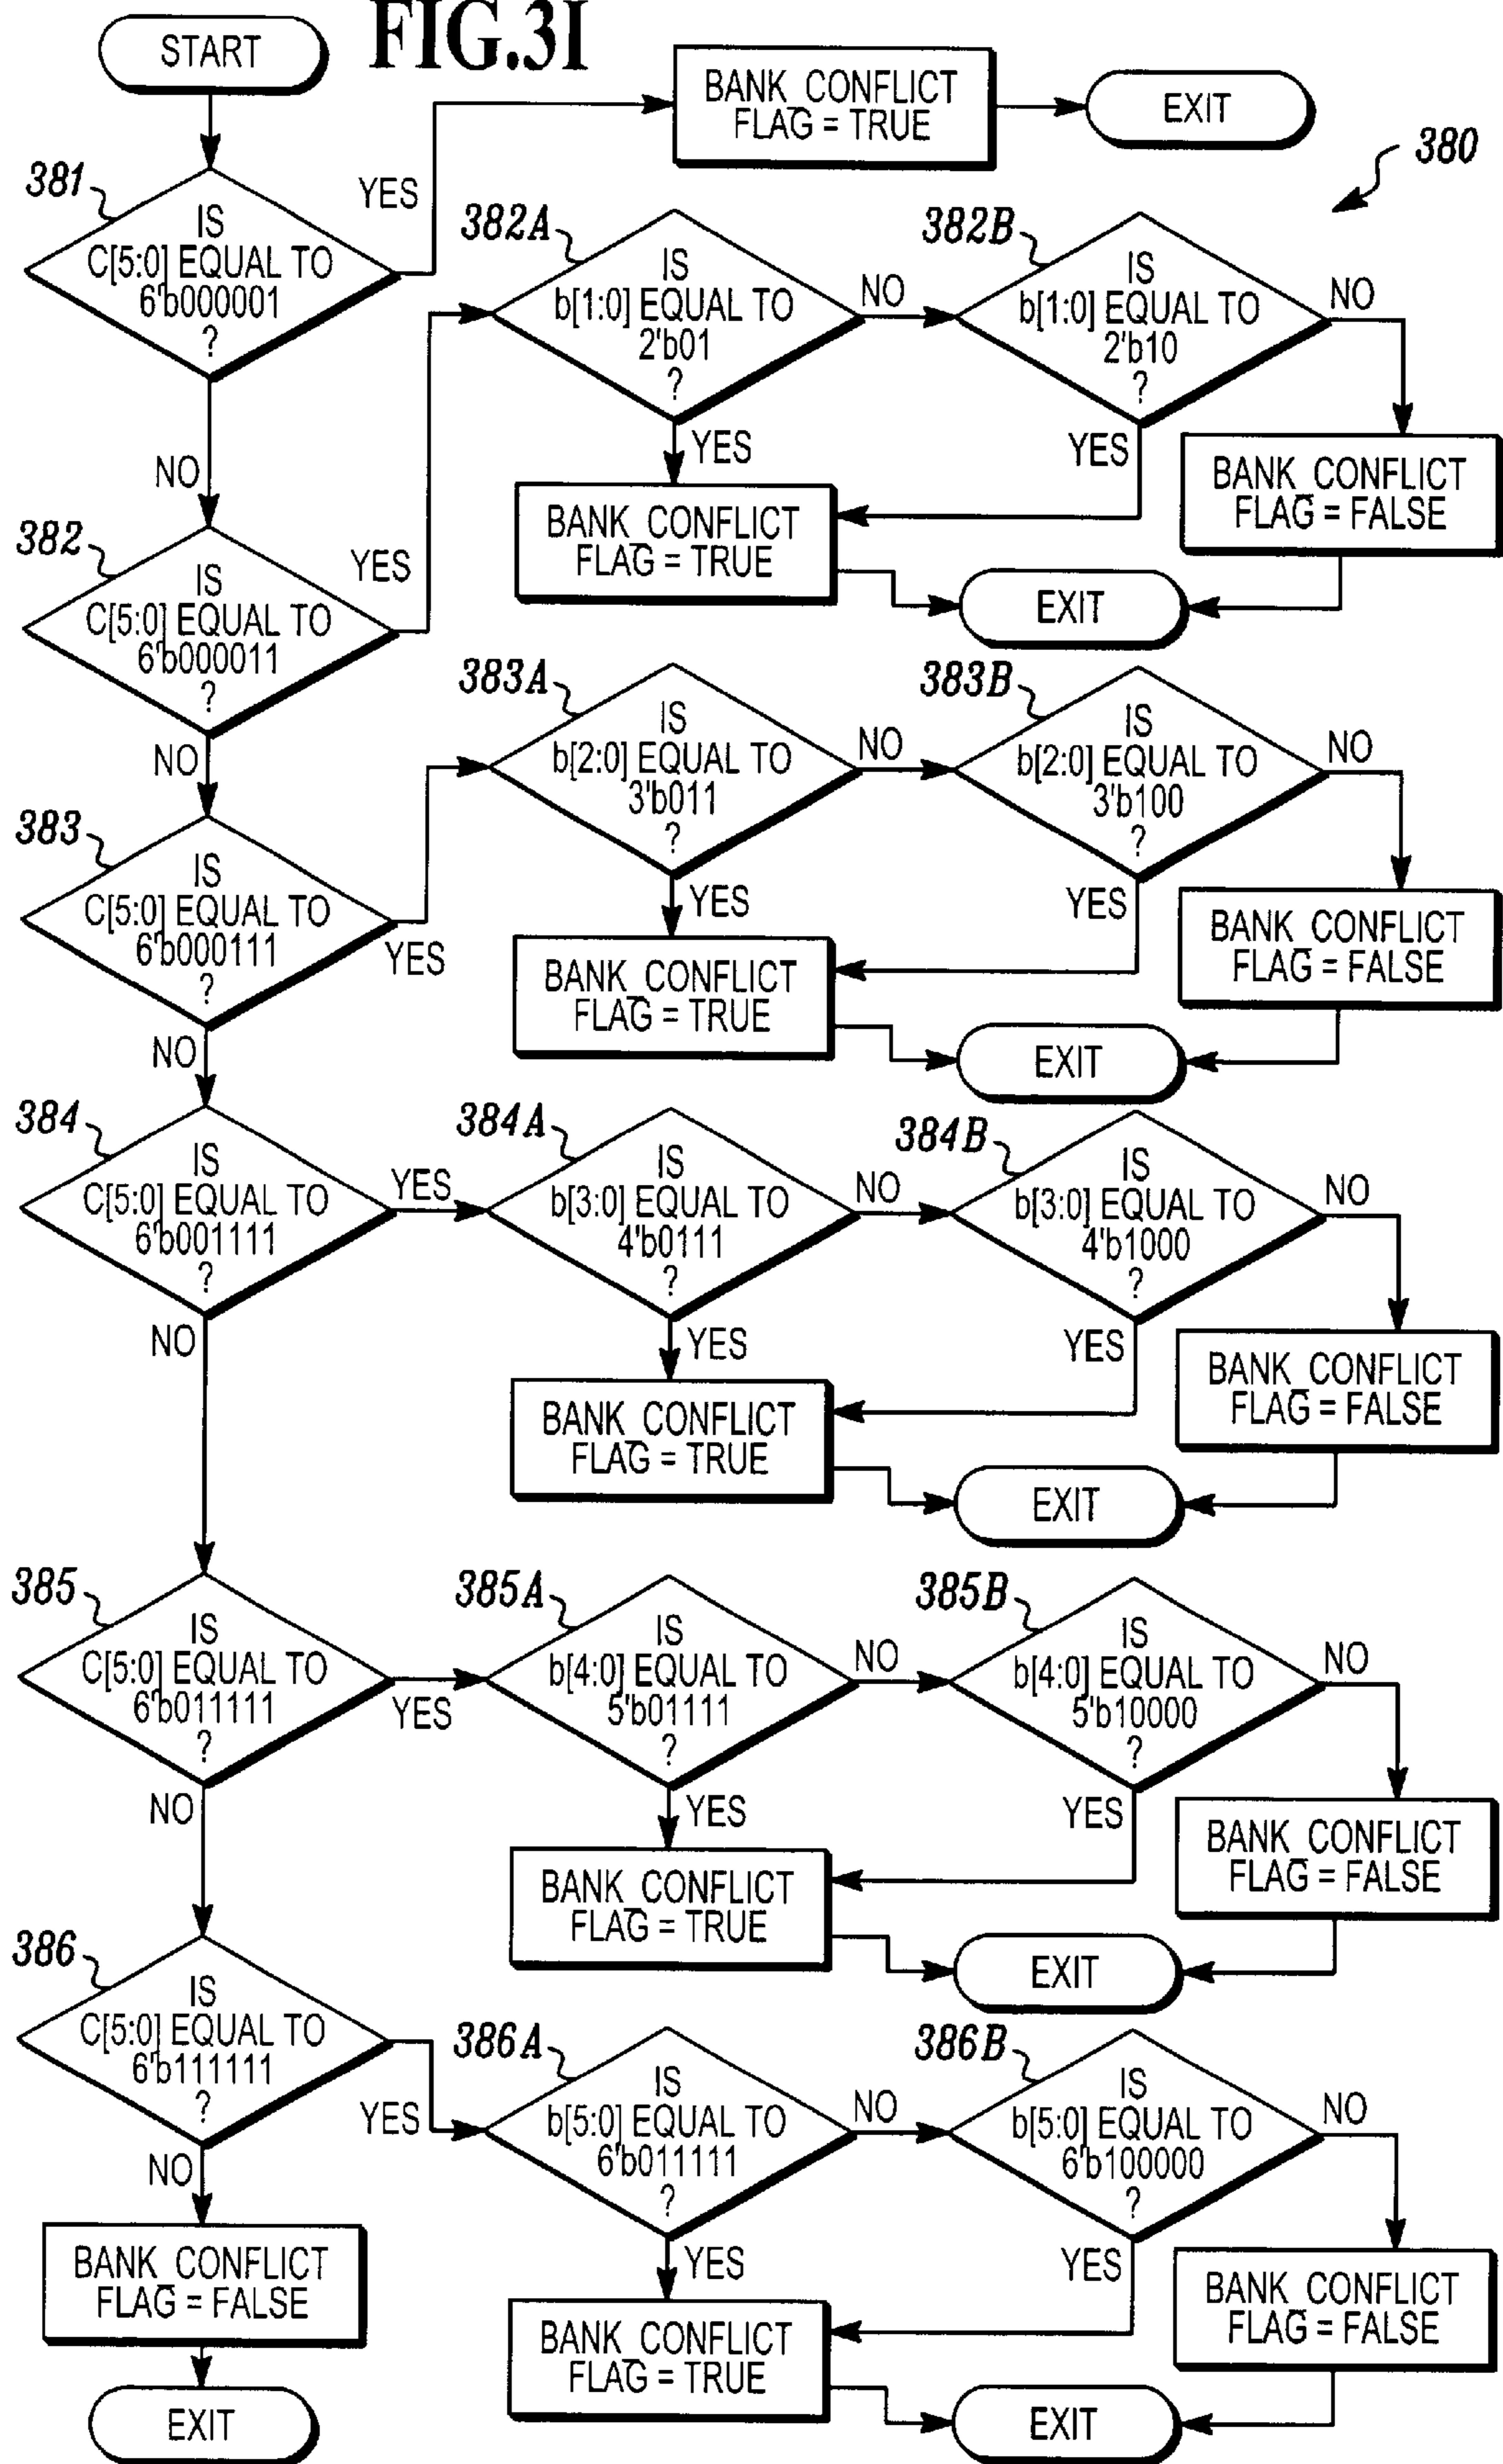 FIG.3I
START
BANK_CONFLICT
FLAG = TRUE
EXIT
380
381
IS
C[5:0] EQUAL TO
6'b000001
?
YES
NO
382A
IS
b[1:0] EQUAL TO
2'b01
?
NO
YES
382B
IS
b[1:0] EQUAL TO
2'b10
?
NO
YES
BANK_CONFLICT
FLAG = TRUE
BANK_CONFLICT
FLAG = FALSE
EXIT
382
IS
C[5:0] EQUAL TO
6'b000011
?
YES
NO
383A
IS
b[2:0] EQUAL TO
3'b011
?
NO
YES
383B
IS
b[2:0] EQUAL TO
3'b100
?
NO
YES
BANK_CONFLICT
FLAG = TRUE
BANK_CONFLICT
FLAG = FALSE
EXIT
383
IS
C[5:0] EQUAL TO
6'b000111
?
YES
NO
384
IS
C[5:0] EQUAL TO
6'b001111
?
YES
NO
384A
IS
b[3:0] EQUAL TO
4'b0111
?
NO
YES
384B
IS
b[3:0] EQUAL TO
4'b1000
?
NO
YES
BANK_CONFLICT
FLAG = TRUE
BANK_CONFLICT
FLAG = FALSE
EXIT
385
IS
C[5:0] EQUAL TO
6'b011111
?
YES
NO
385A
IS
b[4:0] EQUAL TO
5'b01111
?
NO
YES
385B
IS
b[4:0] EQUAL TO
5'b10000
?
NO
YES
BANK_CONFLICT
FLAG = TRUE
BANK_CONFLICT
FLAG = FALSE
EXIT
386
IS
C[5:0] EQUAL TO
6'b111111
?
YES
NO
386A
IS
b[5:0] EQUAL TO
6'b011111
?
NO
YES
386B
IS
b[5:0] EQUAL TO
6'b100000
?
NO
YES
BANK_CONFLICT
FLAG = FALSE
EXIT
BANK_CONFLICT
FLAG = TRUE
BANK_CONFLICT
FLAG = FALSE
EXIT